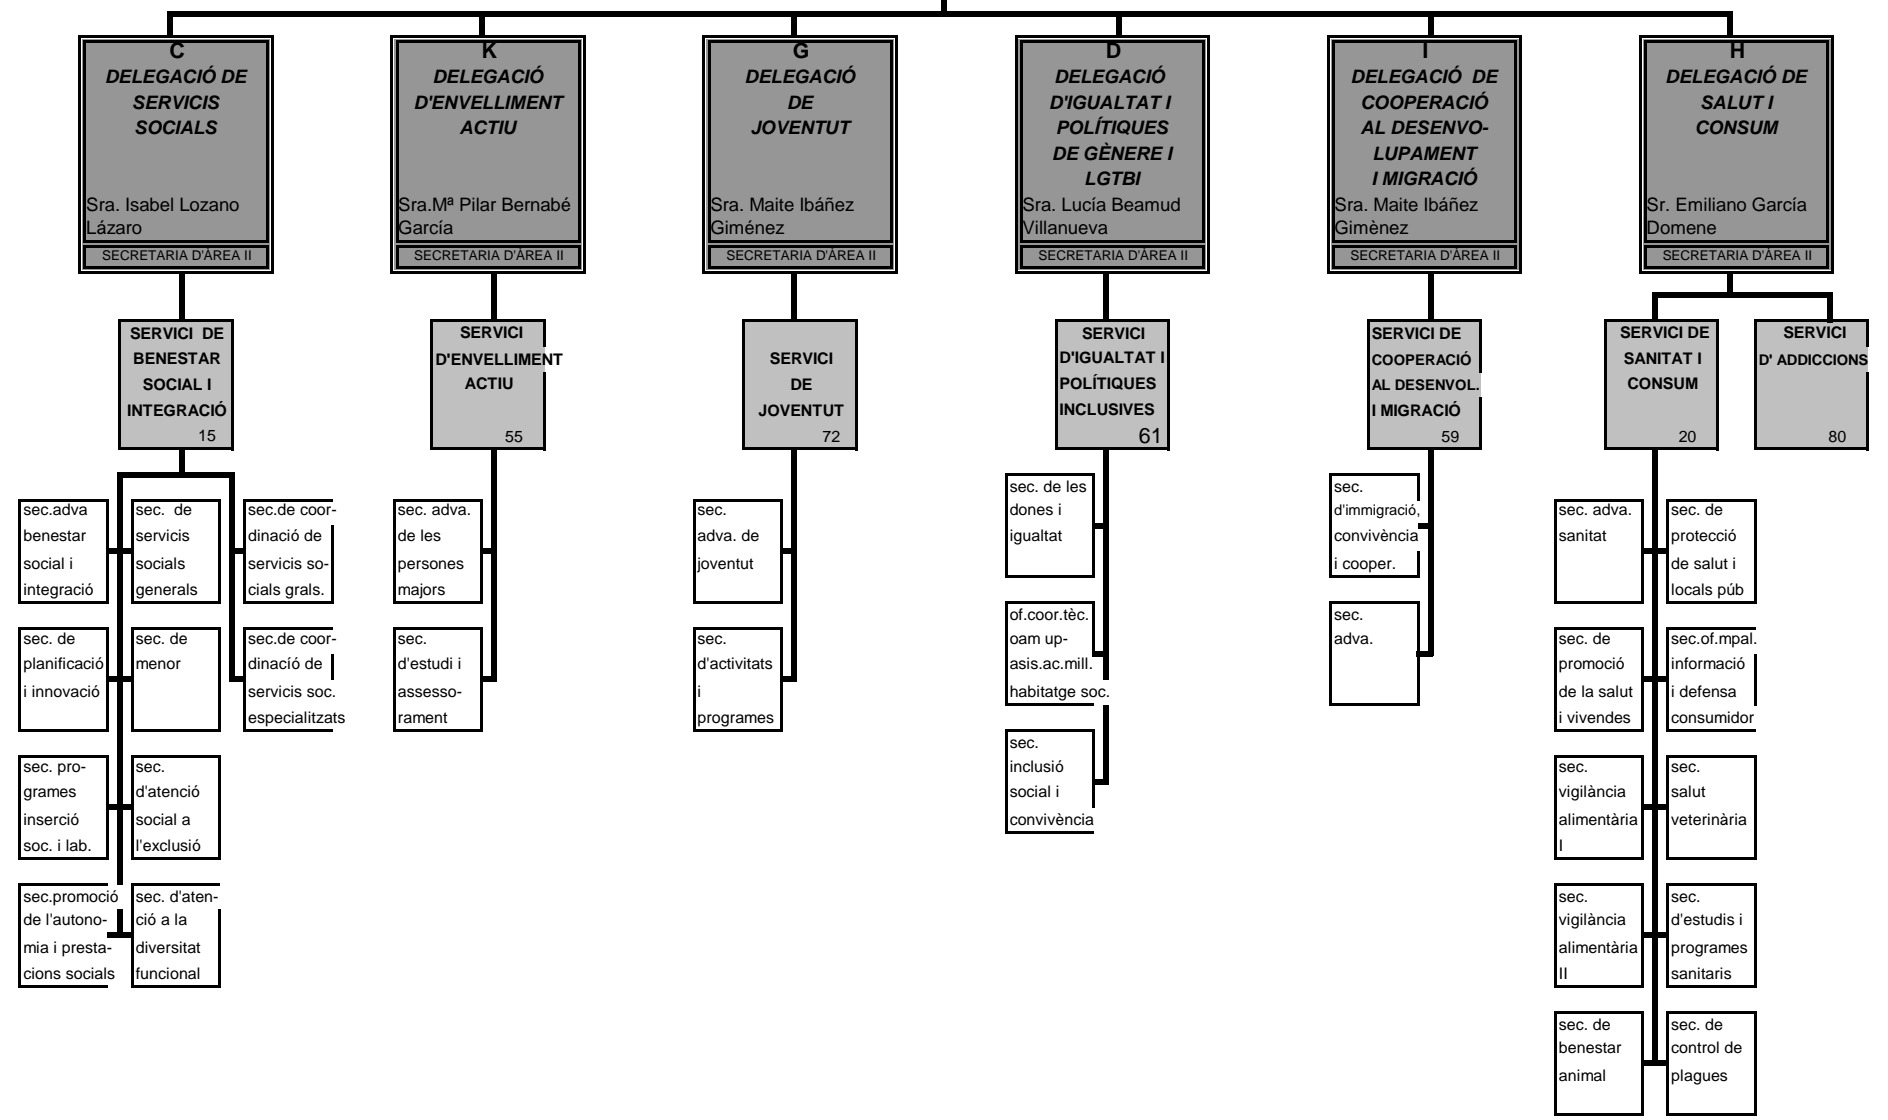 C
DELEGACIÓ DE
SERVICIS
SOCIALS
Sra. Isabel Lozano
Lázaro
SECRETARIA D'ÀREA II
K
DELEGACIÓ
D'ENVELLIMENT
ACTIU
Sra.Mª Pilar Bernabé
García
SECRETARIA D'ÀREA II
G
DELEGACIÓ
DE
JOVENTUT
Sra. Maite Ibáñez
Giménez
SECRETARIA D'ÀREA II
D
DELEGACIÓ
D'IGUALTAT I
POLÍTIQUES
DE GÈNERE I
LGTBI
Sra. Lucía Beamud
Villanueva
SECRETARIA D'ÀREA II
I
DELEGACIÓ DE
COOPERACIÓ
AL DESENVO-
LUPAMENT
I MIGRACIÓ
Sra. Maite Ibáñez
Gimènez
SECRETARIA D'ÀREA II
H
DELEGACIÓ DE
SALUT I
CONSUM
Sr. Emiliano García
Domene
SECRETARIA D'ÀREA II
SERVICI DE
BENESTAR
SOCIAL I
INTEGRACIÓ
15
SERVICI
D'ENVELLIMENT
ACTIU
55
SERVICI
DE
JOVENTUT
72
SERVICI
D'IGUALTAT I
POLÍTIQUES
INCLUSIVES
61
SERVICI DE
COOPERACIÓ
AL DESENVOL.
I MIGRACIÓ
59
SERVICI DE
SANITAT I
CONSUM
20
SERVICI
D' ADDICCIONS
80
sec.adva
benestar
social i
integració
sec. de
servicis
socials
generals
sec.de coor-
dinació de
servicis so-
cials grals.
sec. de
planificació
i innovació
sec. de
menor
sec.de coor-
dinació de
servicis soc.
especialitzats
sec. pro-
grames
inserció
soc. i lab.
sec.
d'atenció
social a
l'exclusió
sec.promoció
de l'autono-
mia i presta-
cions socials
sec. d'aten-
ció a la
diversitat
funcional
sec. adva.
de les
persones
majors
sec.
d'estudi i
assesso-
rament
sec.
adva. de
joventut
sec.
d'activitats
i
programes
sec. de les
dones i
igualtat
of.coor.tèc.
oam up-
asis.ac.mill.
habitatge soc.
sec.
inclusió
social i
convivència
sec.
d'immigració,
convivència
i cooper.
sec.
adva.
sec. adva.
sanitat
sec. de
protecció
de salut i
locals púb
sec. de
promoció
de la salut
i vivendes
sec.of.mpal.
informació
i defensa
consumidor
sec.
vigilància
alimentària
I
sec.
salut
veterinària
sec.
vigilància
alimentària
II
sec.
d'estudis i
programes
sanitaris
sec. de
benestar
animal
sec. de
control de
plagues